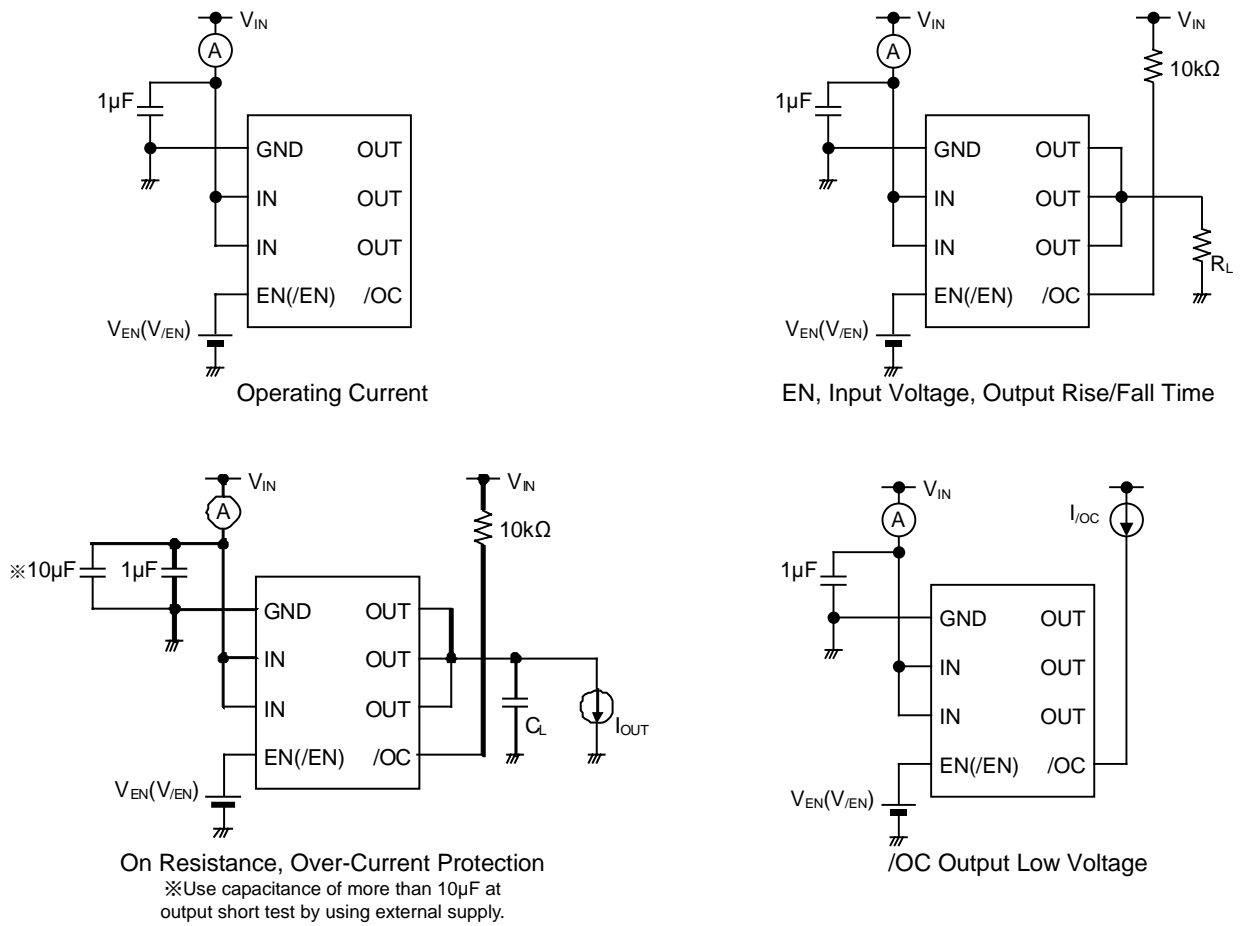 V_IN
A
1µF
GND OUT
IN OUT
IN OUT
EN(/EN) /OC
V_EN(V_/EN)
Operating Current
V_IN V_IN
A
10kΩ
1µF
GND OUT
IN OUT
IN OUT
R_L
EN(/EN) /OC
V_EN(V_/EN)
EN, Input Voltage, Output Rise/Fall Time
V_IN V_IN
A
10kΩ
※10µF 1µF
GND OUT
IN OUT
IN OUT
C_L I_OUT
EN(/EN) /OC
V_EN(V_/EN)
On Resistance, Over-Current Protection
※Use capacitance of more than 10µF at
output short test by using external supply.
V_IN
A
I_/OC
1µF
GND OUT
IN OUT
IN OUT
EN(/EN) /OC
V_EN(V_/EN)
/OC Output Low Voltage